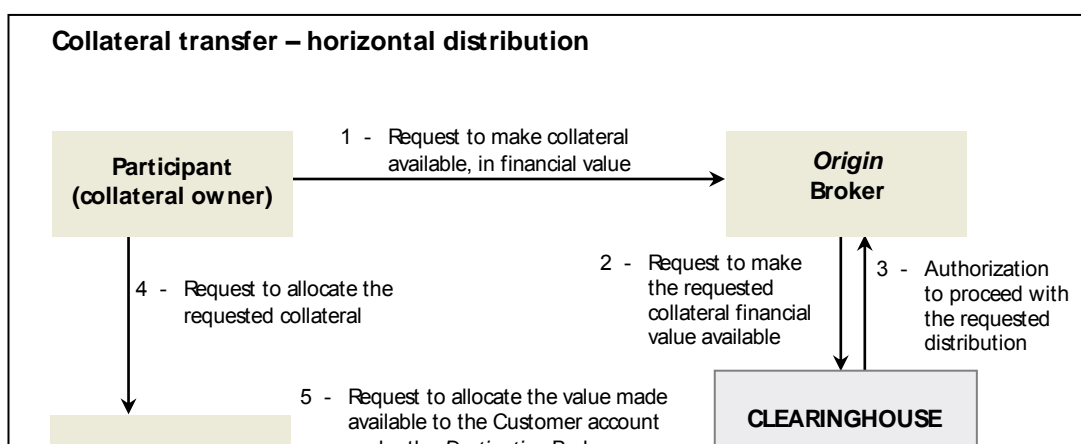 Collateral transfer – horizontal distribution
1 - Request to make collateral
available, in financial value
Participant
(collateral owner)
Origin
Broker
2 - Request to make
the requested
collateral financial
value available
3 - Authorization
to proceed with
the requested
distribution
4 - Request to allocate the
requested collateral
5 - Request to allocate the value made
available to the Customer account
CLEARINGHOUSE